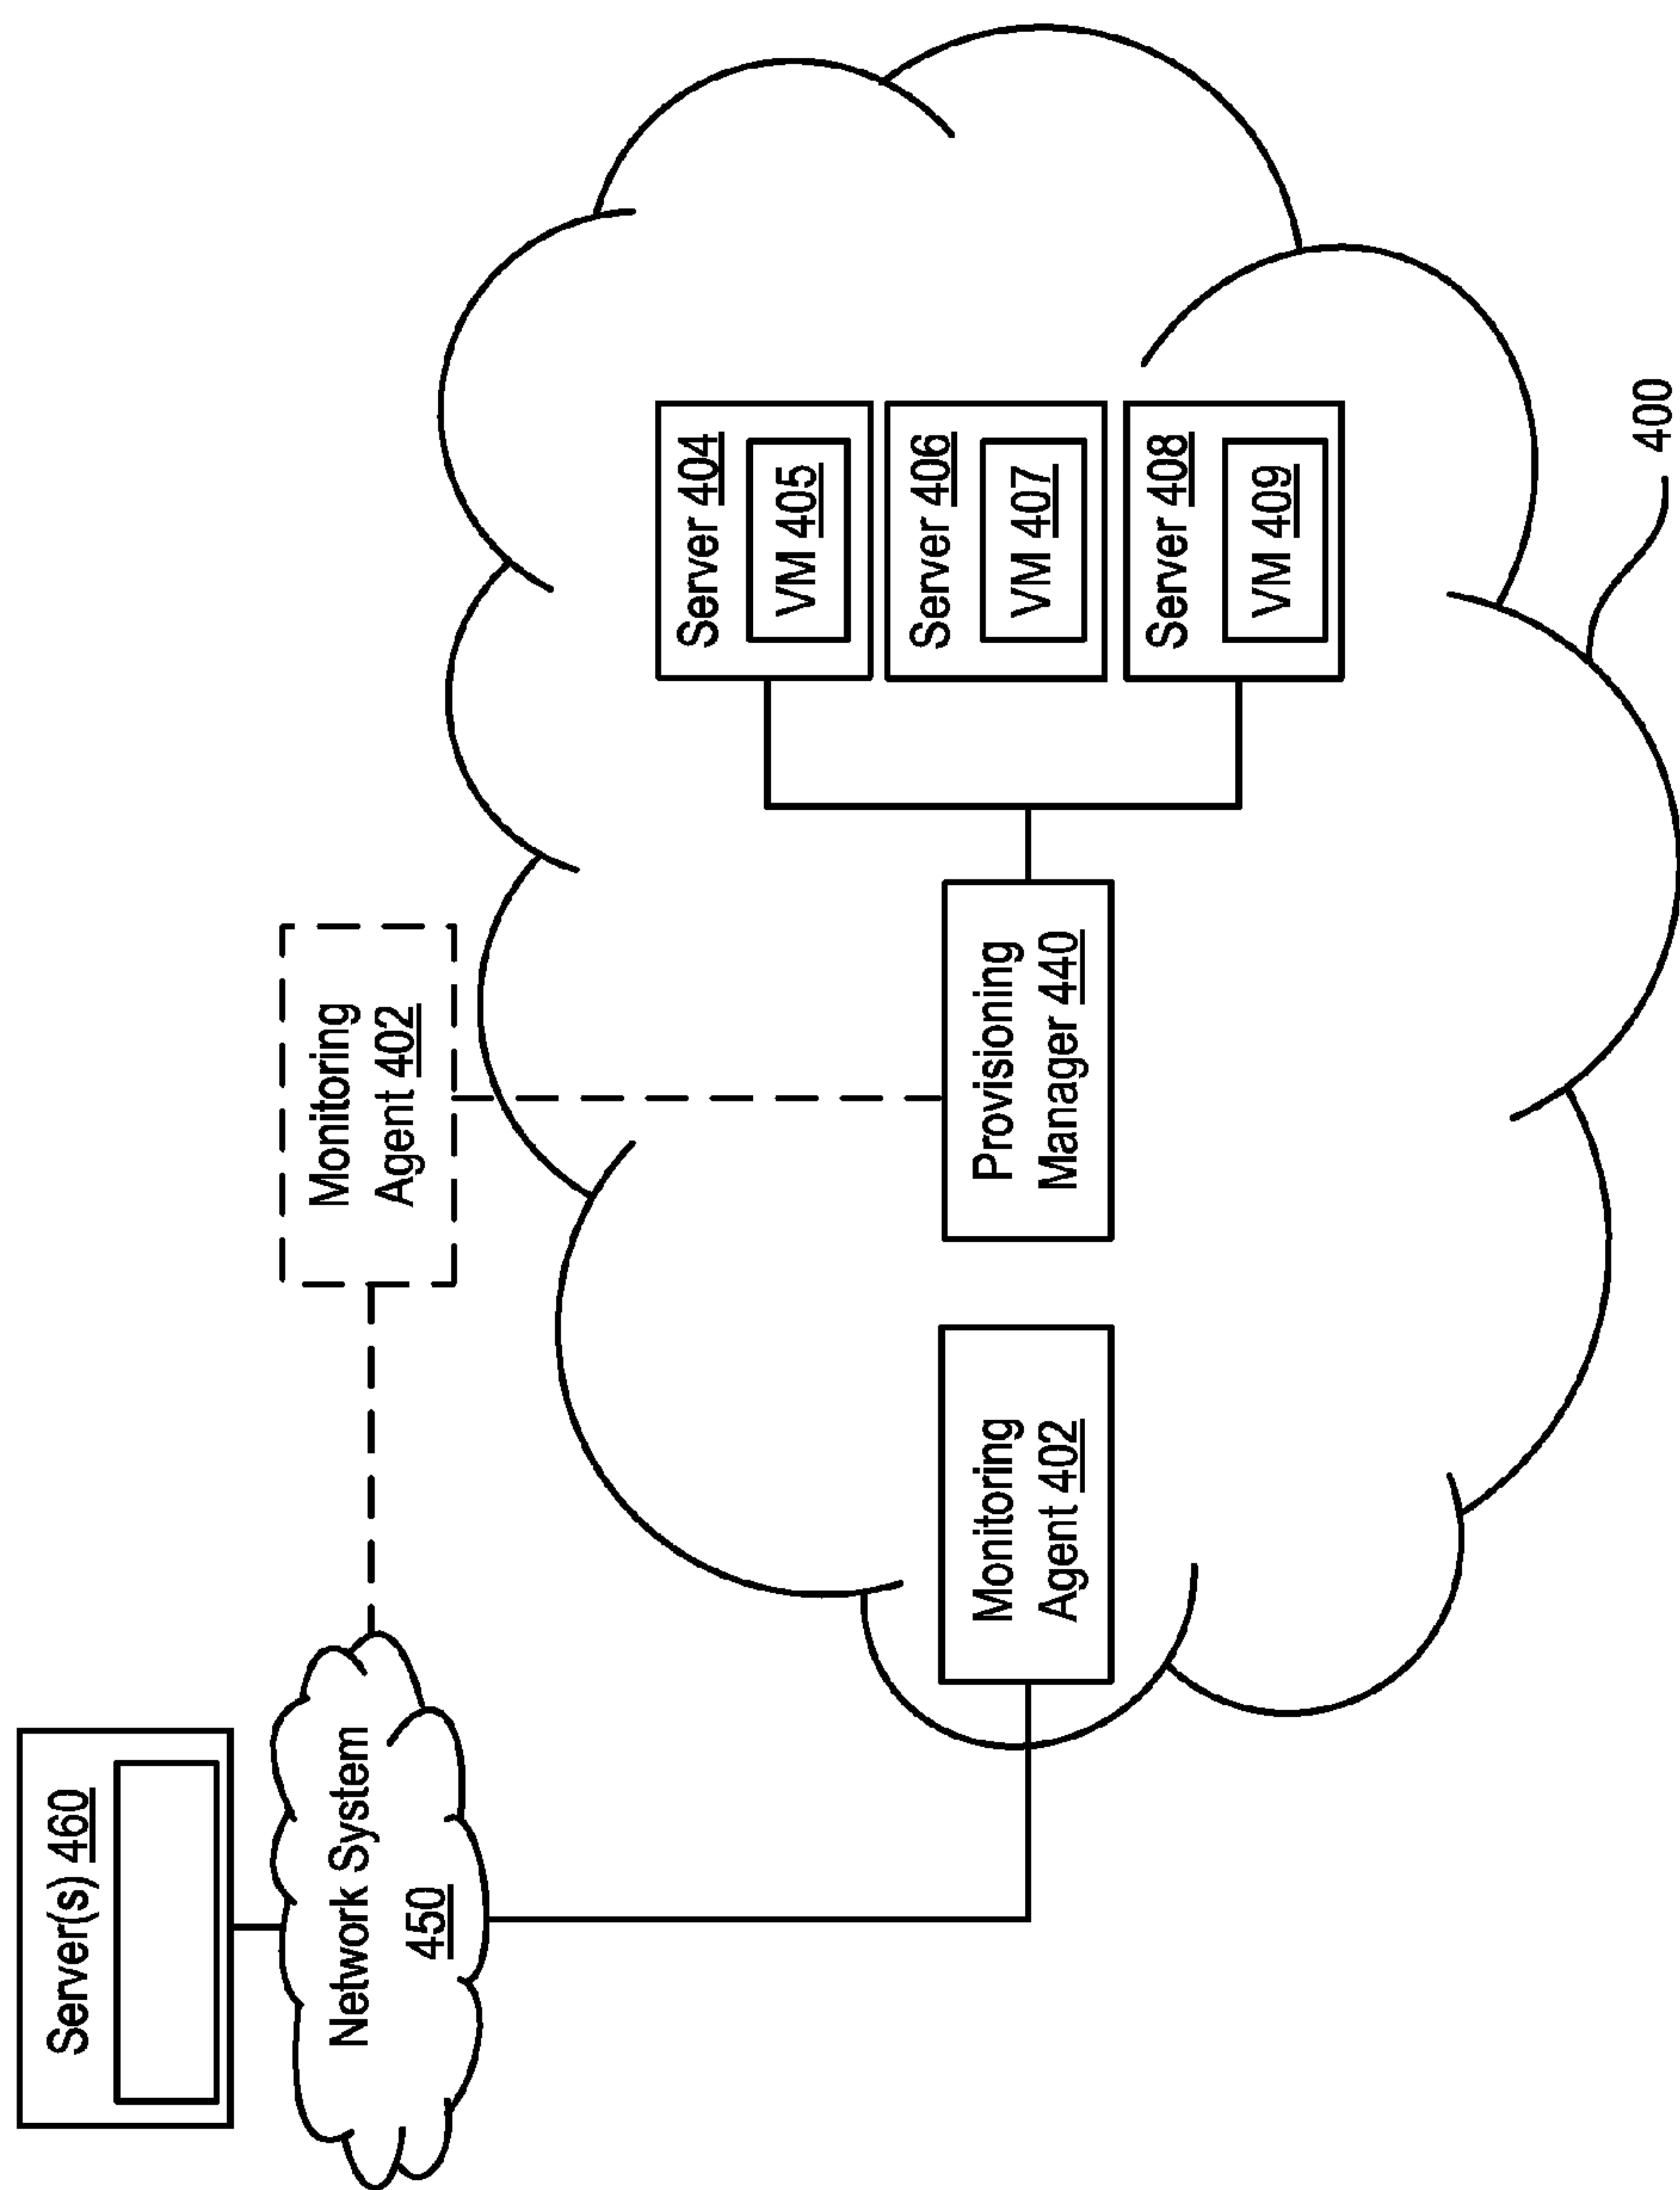 Server(s) 460
Network System
450
Monitoring
Agent 402
Monitoring
Agent 402
Provisioning
Manager 440
Server 404
VM 405
Server 406
VM 407
Server 408
VM 409
400